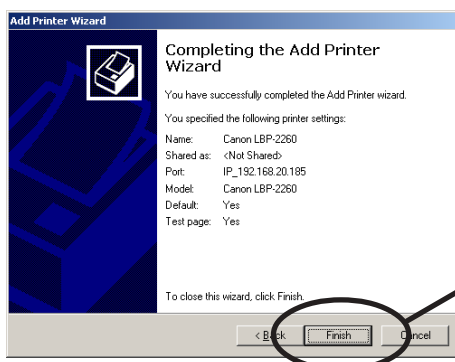 Add Printer Wizard
Completing the Add Printer
Wizard
You have successfully completed the Add Printer wizard.
You specified the following printer settings:
Name: Canon LBP-2260
Shared as: <Not Shared>
Port: IP_192.168.20.185
Model: Canon LBP-2260
Default: Yes
Test page: Yes
To close this wizard, click Finish.
< Back Finish Cancel